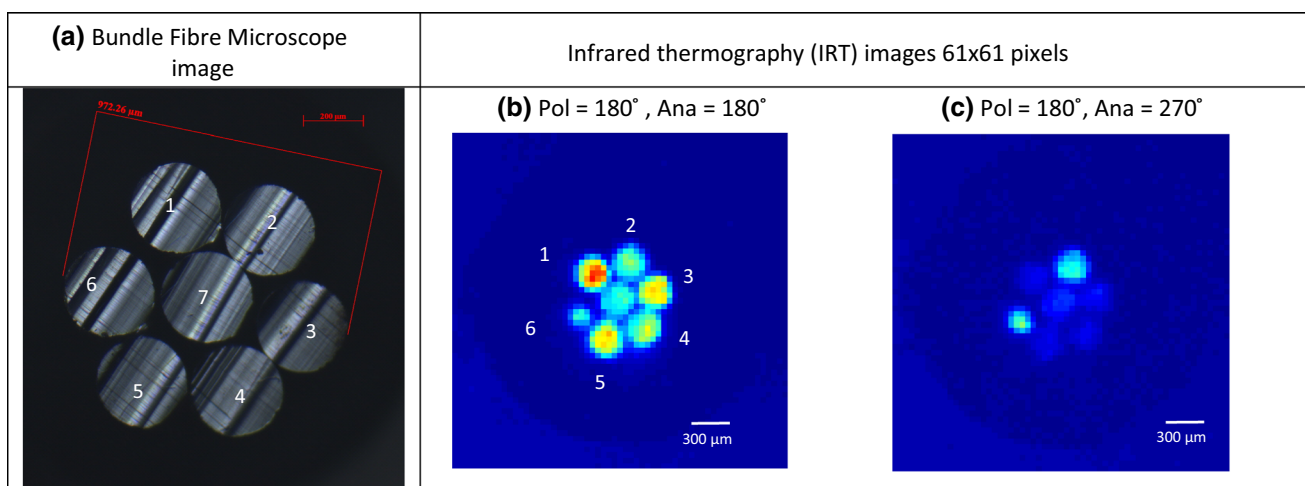 (a) Bundle Fibre Microscope
image
Infrared thermography (IRT) images 61x61 pixels
972.26 µm
200 µm
1
2
6
7
3
5
4
(b) Pol = 180˚ , Ana = 180˚
2
1
3
6
4
5
300 µm
(c) Pol = 180˚, Ana = 270˚
300 µm